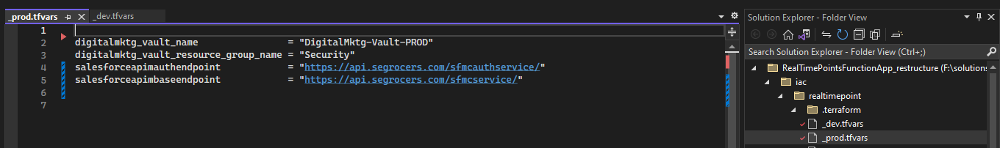 _prod.tfvars
_dev.tfvars
1
2 digitalmktg_vault_name = "DigitalMktg-Vault-PROD"
3 digitalmktg_vault_resource_group_name = "Security"
4 salesforceapimauthendpoint = "https://api.segrocers.com/sfmcauthservice/"
5 salesforceapimbaseendpoint = "https://api.segrocers.com/sfmcservice/"
6
7
Solution Explorer - Folder View
Search Solution Explorer - Folder View (Ctrl+;)
RealTimePointsFunctionApp_restructure (F:\solutions
iac
realtimepoint
.terraform
_dev.tfvars
_prod.tfvars